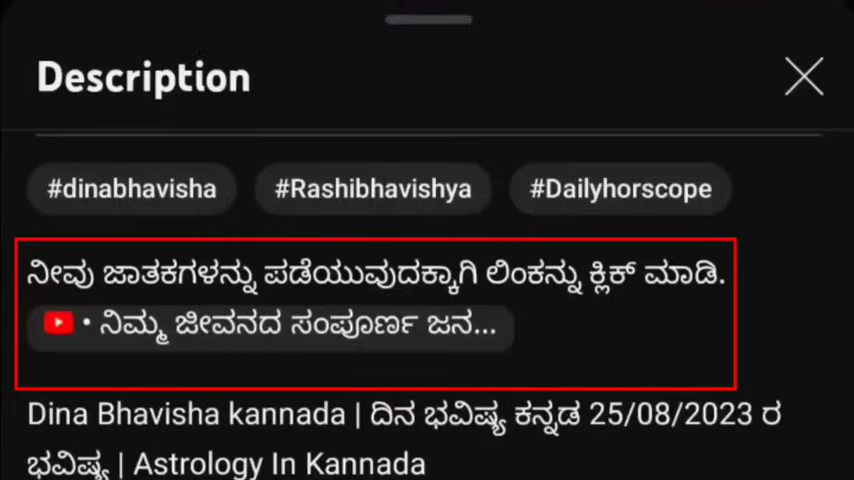 Description
#dinabhavisha #Rashibhavishya #Dailyhorscope
ನೀವು ಜಾತಕಗಳನ್ನು ಪಡೆಯುವುದಕ್ಕಾಗಿ ಲಿಂಕನ್ನು ಕ್ಲಿಕ್ ಮಾಡಿ.
• ನಿಮ್ಮ ಜೀವನದ ಸಂಪೂರ್ಣ ಜನ...
Dina Bhavisha kannada | ದಿನ ಭವಿಷ್ಯ ಕನ್ನಡ 25/08/2023 ರ
ಭವಿಷ್ಯ | Astrology In Kannada